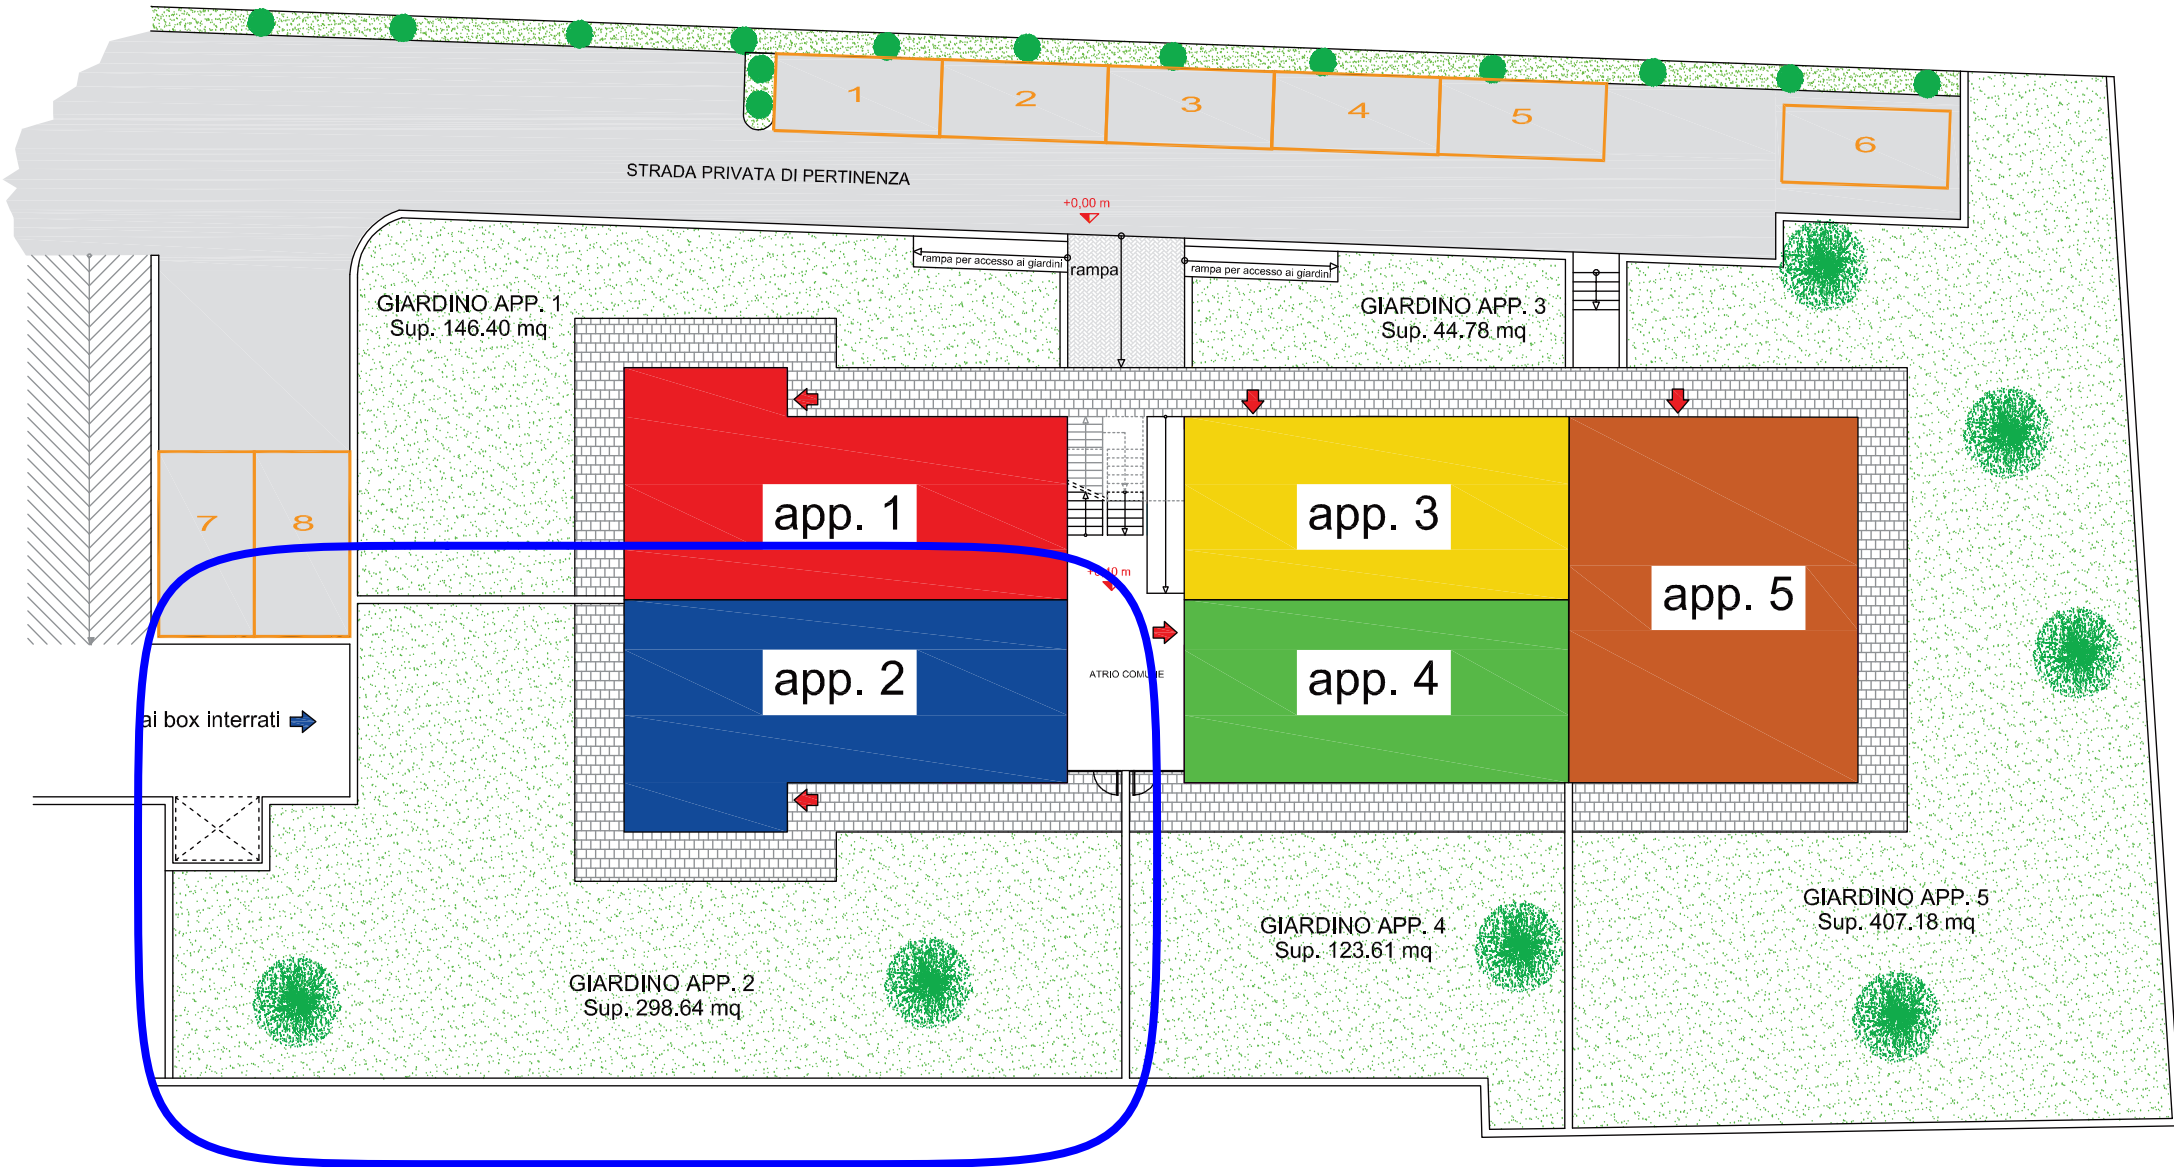 1
2
3
4
5
6
STRADA PRIVATA DI PERTINENZA
+0,00 m
rampa per accesso ai giardini
rampa
rampa per accesso ai giardini
GIARDINO APP. 1
Sup. 146.40 mq
GIARDINO APP. 3
Sup. 44.78 mq
7
8
app. 1
app. 3
app. 5
app. 2
ATRIO COMUNE
app. 4
ai box interrati
GIARDINO APP. 2
Sup. 298.64 mq
GIARDINO APP. 4
Sup. 123.61 mq
GIARDINO APP. 5
Sup. 407.18 mq